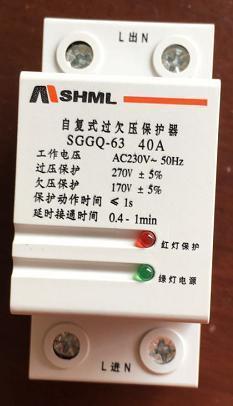 L 出 N
SHML
自复式过欠压保护器
SGGQ-63 40A
工作电压 AC230V~ 50Hz
过压保护 270V ± 5%
欠压保护 170V ± 5%
保护动作时间 ≤ 1s
延时接通时间 0.4 - 1min
红灯保护
绿灯电源
L 进 N